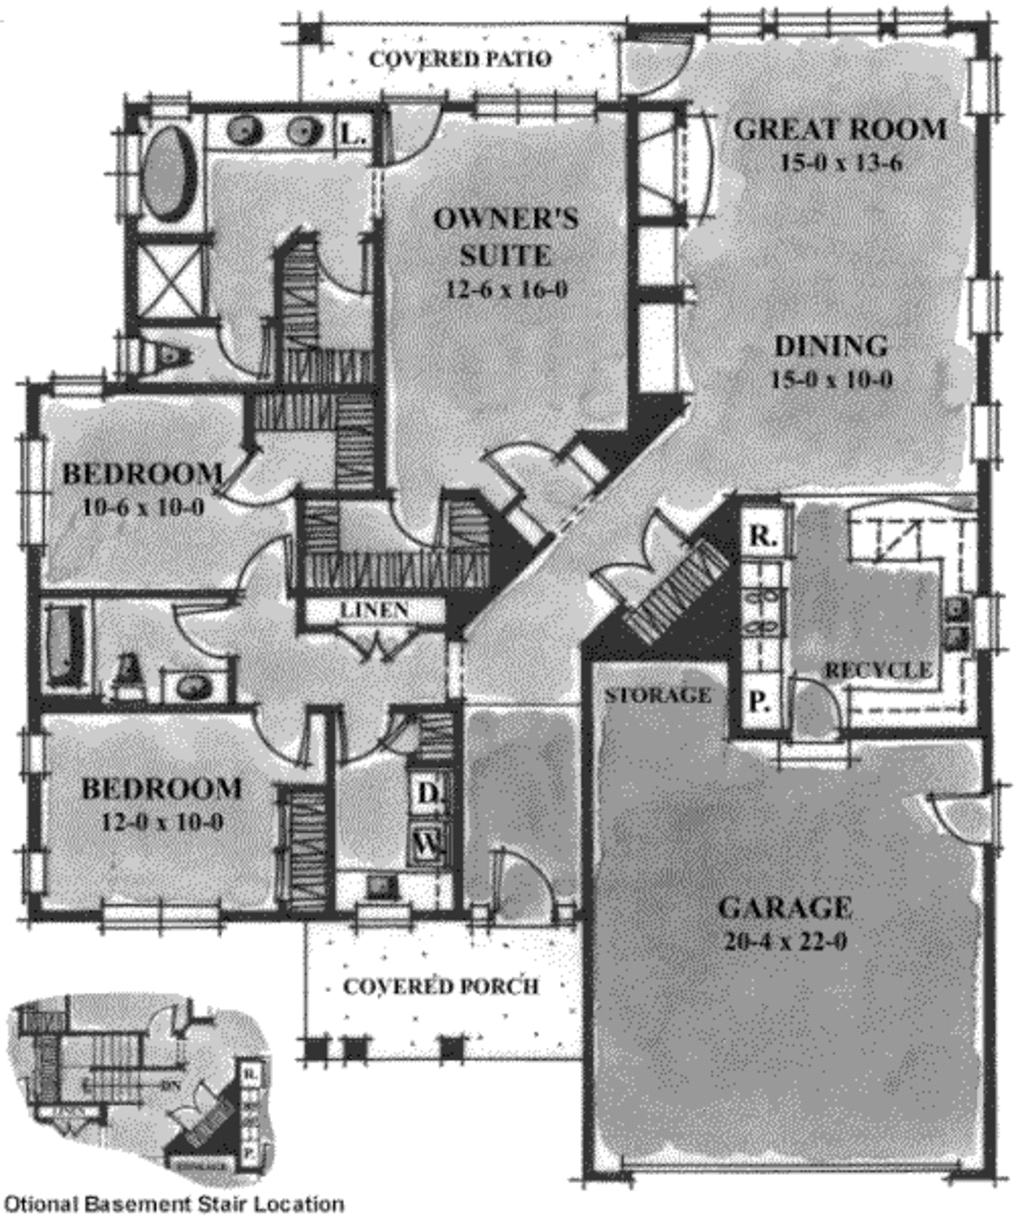 COVERED PATIO
GREAT ROOM
15-0 x 13-6
L.
OWNER'S
SUITE
12-6 x 16-0
DINING
15-0 x 10-0
BEDROOM
10-6 x 10-0
R.
LINEN
RECYCLE
STORAGE
P.
BEDROOM
12-0 x 10-0
D.
W.
GARAGE
20-4 x 22-0
COVERED PORCH
R.
DN
P.
STORAGE
Otional Basement Stair Location